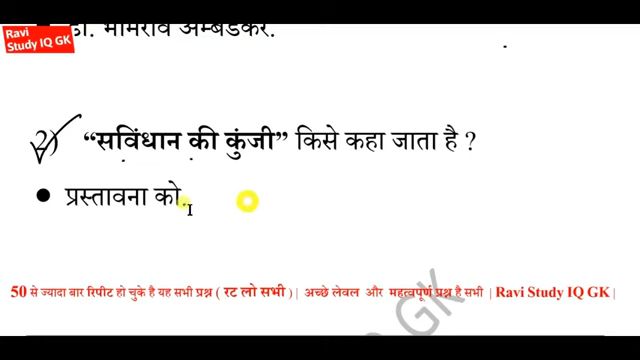 Ravi
Study IQ GK
डॉ. भीमराव अम्बेडकर.
2) “सविंधान की कुंजी” किसे कहा जाता है ?
● प्रस्तावना को.
50 से ज्यादा बार रिपीट हो चुके है यह सभी प्रश्न ( रट लो सभी ) | अच्छे लेवल और महत्वपूर्ण प्रश्न है सभी | Ravi Study IQ GK |
GK